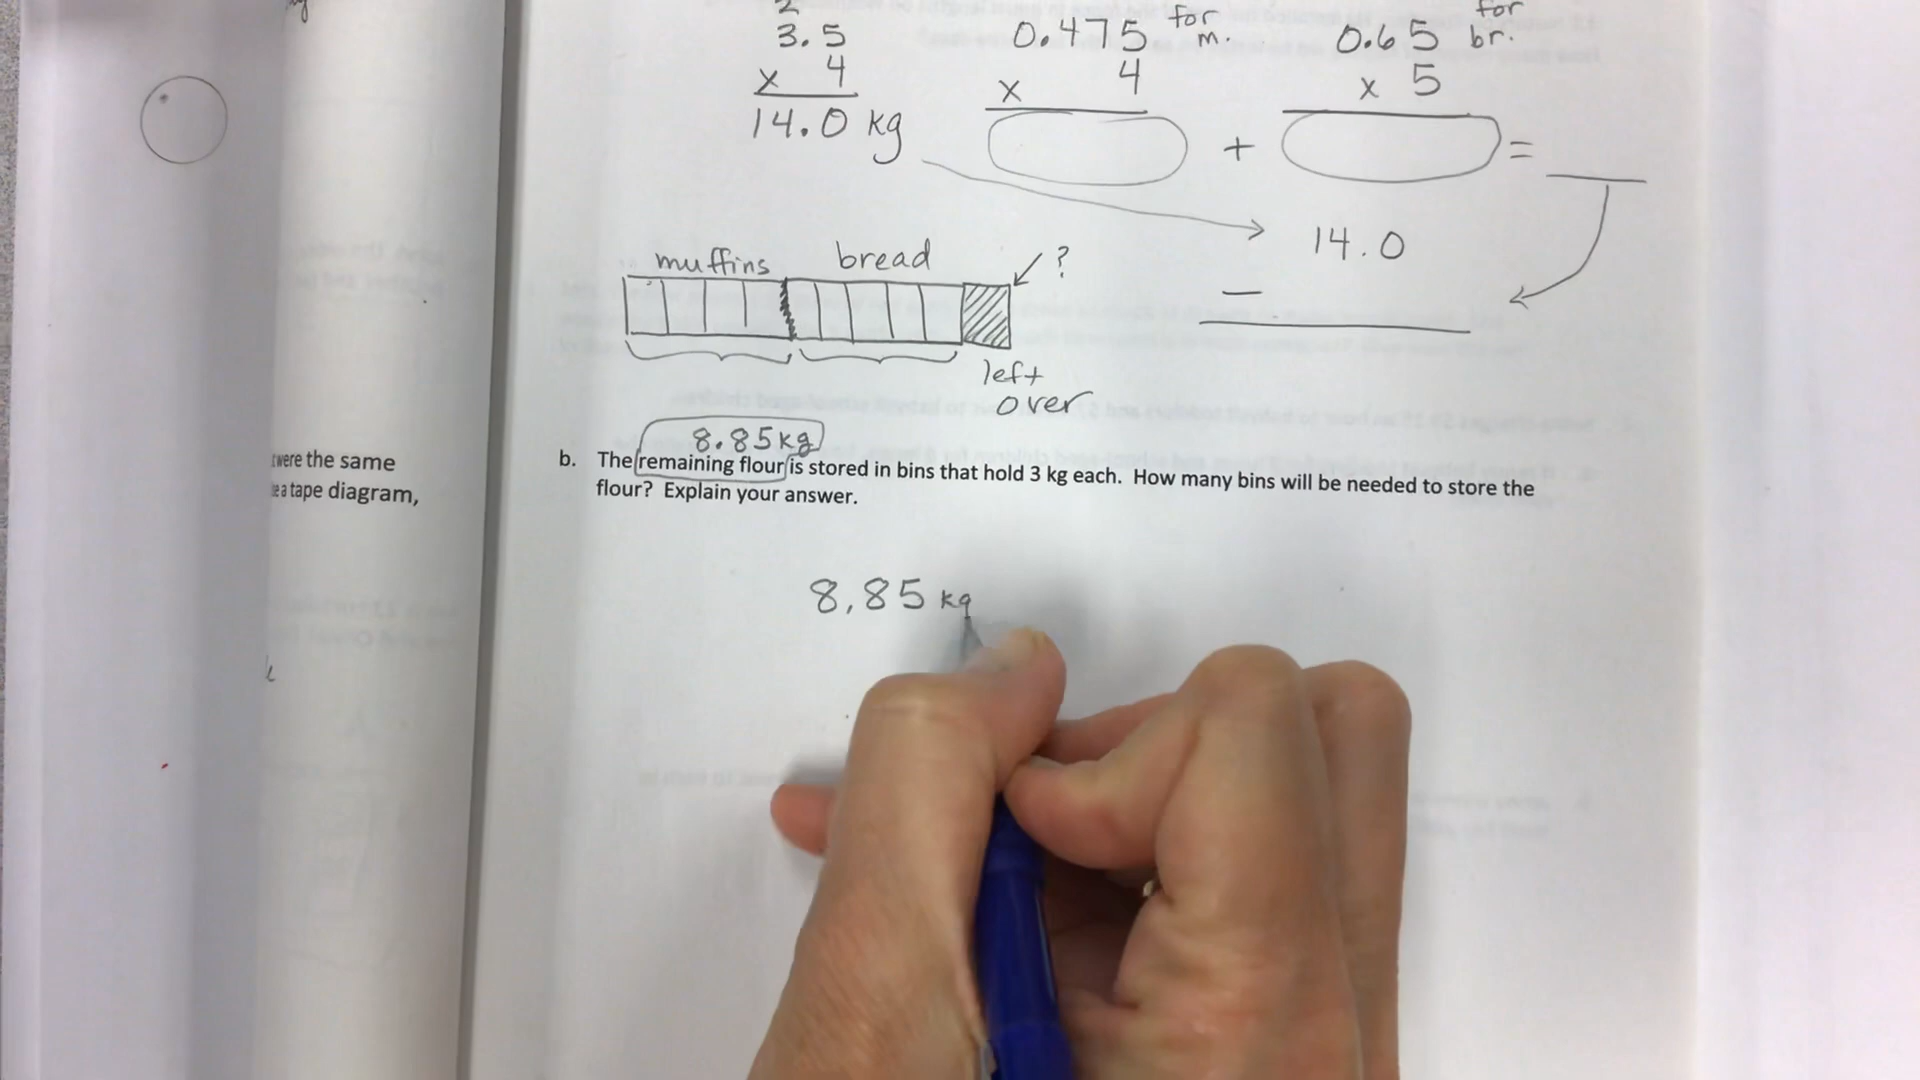 2
3.5
x 4
14.0 kg
0.475 for m.
x 4
+
0.65 for br.
x 5
=
14.0
−
muffins bread ?
left over
8.85kg
were the same
a tape diagram,
b. The remaining flour is stored in bins that hold 3 kg each. How many bins will be needed to store the
flour? Explain your answer.
8.85 kg